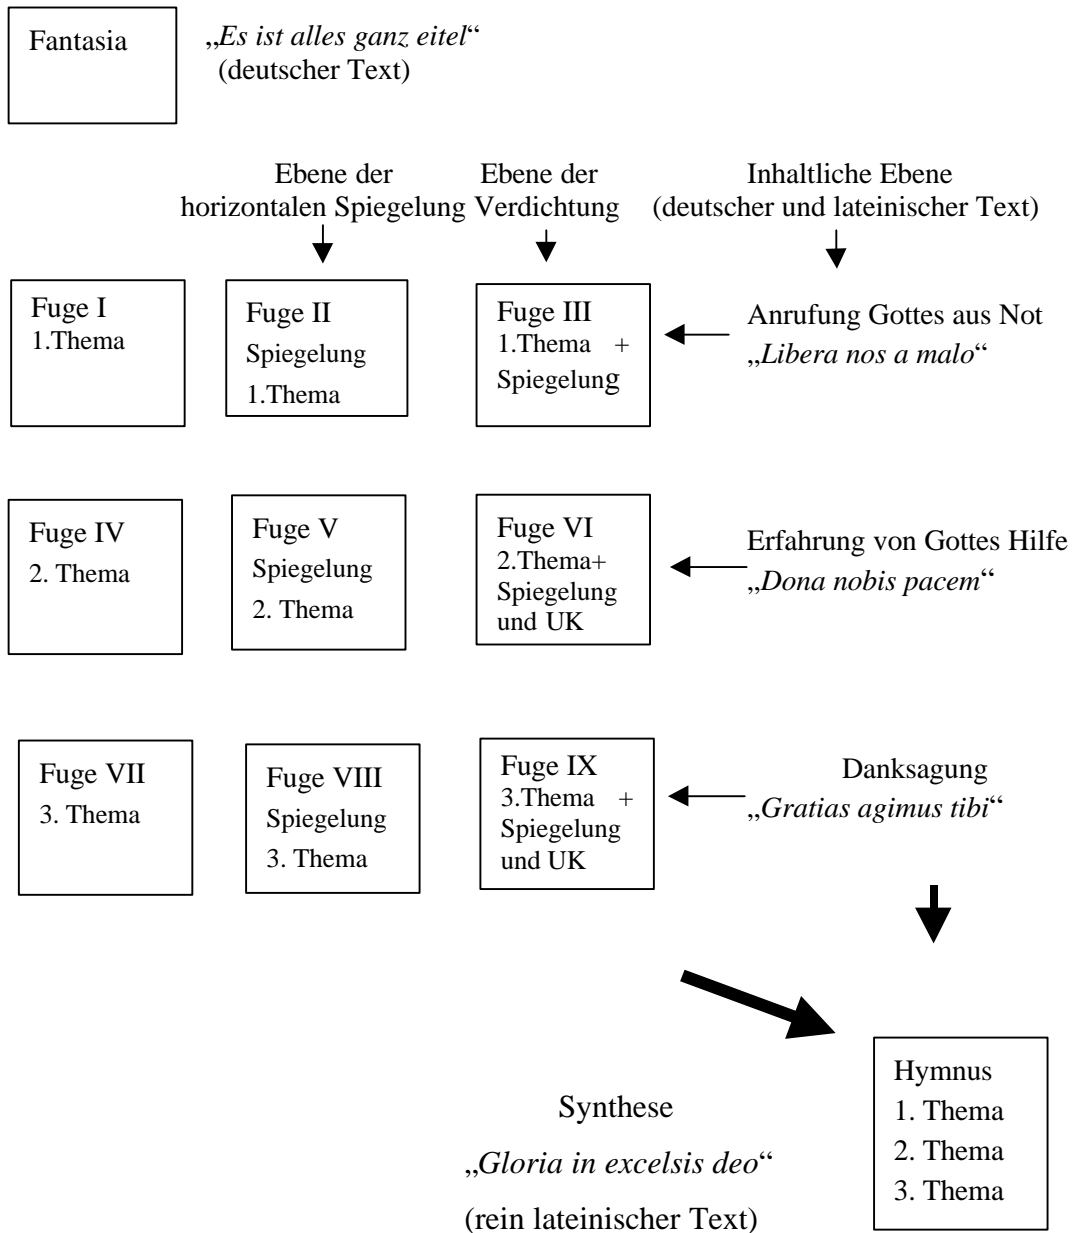 Fantasia
„Es ist alles ganz eitel“
(deutscher Text)
Ebene der
horizontalen Spiegelung
Ebene der
Verdichtung
Inhaltliche Ebene
(deutscher und lateinischer Text)
Fuge I
1.Thema
Fuge II
Spiegelung
1.Thema
Fuge III
1.Thema +
Spiegelung
Anrufung Gottes aus Not
„Libera nos a malo“
Fuge IV
2. Thema
Fuge V
Spiegelung
2. Thema
Fuge VI
2.Thema+
Spiegelung
und UK
Erfahrung von Gottes Hilfe
„Dona nobis pacem“
Fuge VII
3. Thema
Fuge VIII
Spiegelung
3. Thema
Fuge IX
3.Thema +
Spiegelung
und UK
Danksagung
„Gratias agimus tibi“
Synthese
„Gloria in excelsis deo“
(rein lateinischer Text)
Hymnus
1. Thema
2. Thema
3. Thema